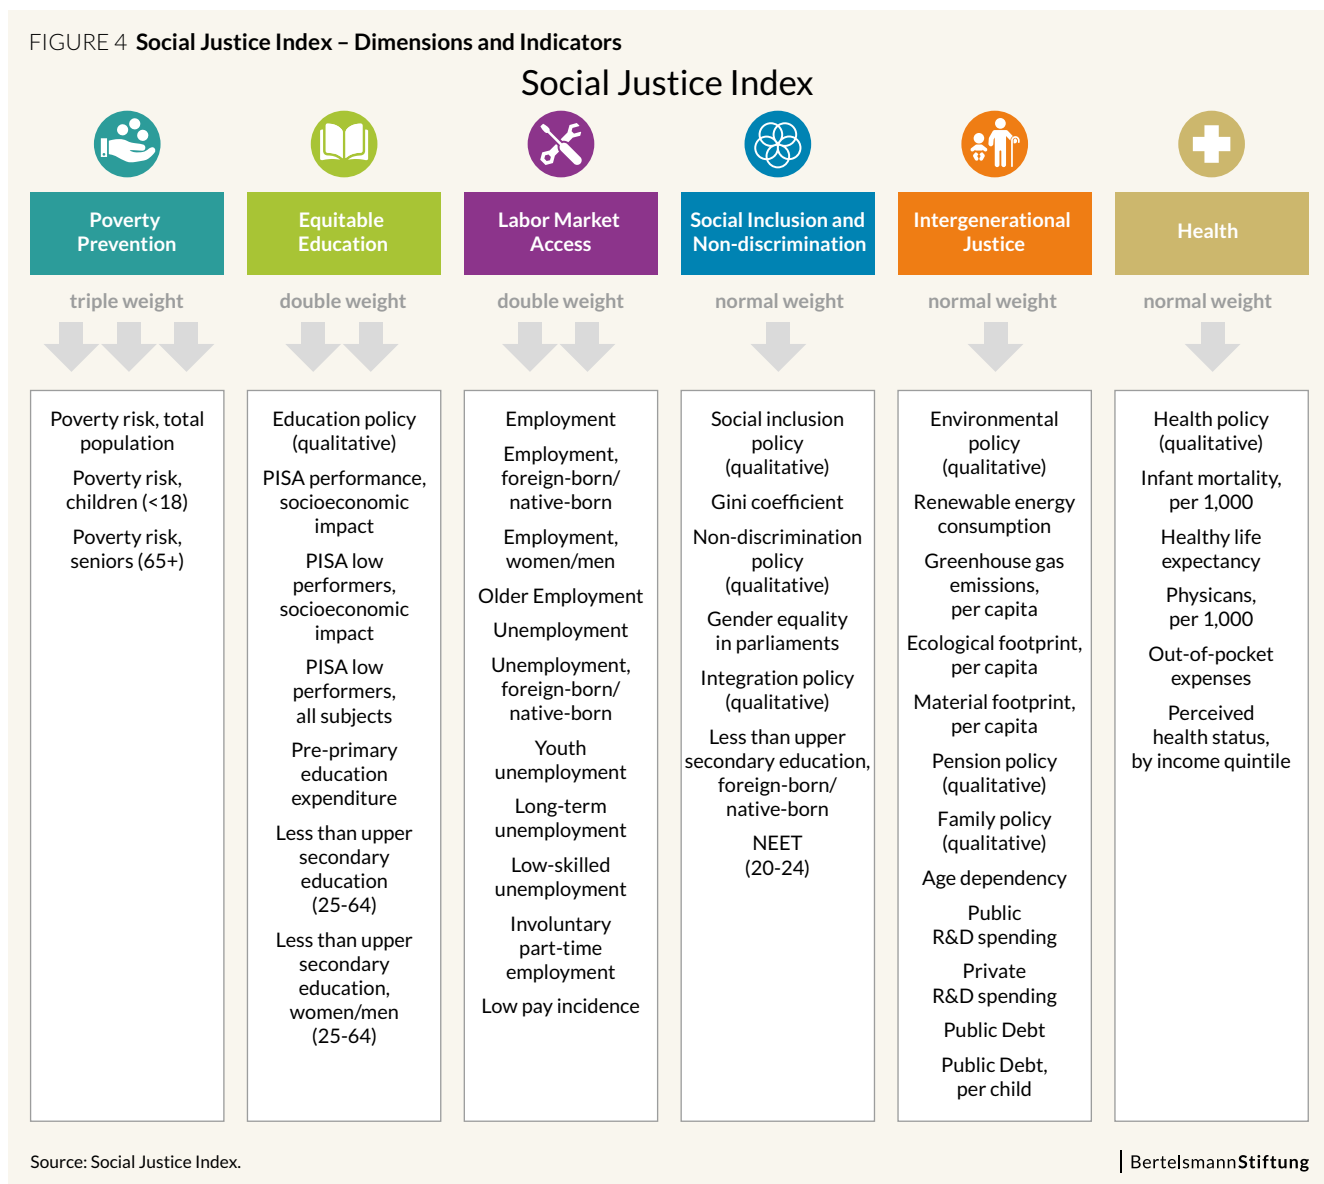 FIGURE 4 Social Justice Index – Dimensions and Indicators
Social Justice Index
Poverty
Prevention
triple weight
Poverty risk, total
population
Poverty risk,
children (<18)
Poverty risk,
seniors (65+)
Equitable
Education
double weight
Education policy
(qualitative)
PISA performance,
socioeconomic
impact
PISA low
performers,
socioeconomic
impact
PISA low
performers,
all subjects
Pre-primary
education
expenditure
Less than upper
secondary
education
(25-64)
Less than upper
secondary
education,
women/men
(25-64)
Labor Market
Access
double weight
Employment
Employment,
foreign-born/
native-born
Employment,
women/men
Older Employment
Unemployment
Unemployment,
foreign-born/
native-born
Youth
unemployment
Long-term
unemployment
Low-skilled
unemployment
Involuntary
part-time
employment
Low pay incidence
Social Inclusion and
Non-discrimination
normal weight
Social inclusion
policy
(qualitative)
Gini coefficient
Non-discrimination
policy
(qualitative)
Gender equality
in parliaments
Integration policy
(qualitative)
Less than upper
secondary education,
foreign-born/
native-born
NEET
(20-24)
Intergenerational
Justice
normal weight
Environmental
policy
(qualitative)
Renewable energy
consumption
Greenhouse gas
emissions,
per capita
Ecological footprint,
per capita
Material footprint,
per capita
Pension policy
(qualitative)
Family policy
(qualitative)
Age dependency
Public
R&D spending
Private
R&D spending
Public Debt
Public Debt,
per child
Health
normal weight
Health policy
(qualitative)
Infant mortality,
per 1,000
Healthy life
expectancy
Physicans,
per 1,000
Out-of-pocket
expenses
Perceived
health status,
by income quintile
Source: Social Justice Index.
BertelsmannStiftung